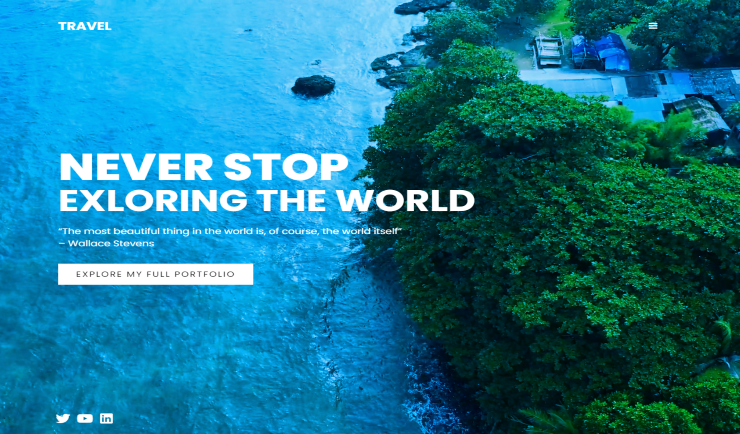 TRAVEL
NEVER STOP
EXLORING THE WORLD
“The most beautiful thing in the world is, of course, the world itself”
– Wallace Stevens
EXPLORE MY FULL PORTFOLIO